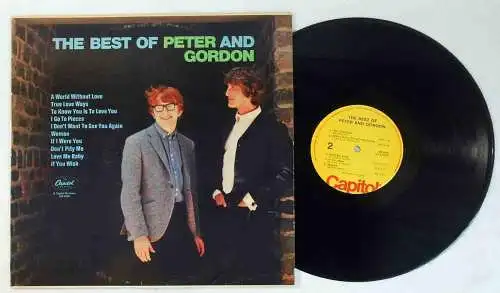 THE BEST OF PETER AND
GORDON
A World Without Love
True Love Ways
To Know You Is To Love You
I Go To Pieces
I Don't Want To See You Again
Woman
If I Were You
Don't Pity Me
Love Me Baby
If You Wish
Capitol
THE BEST OF
PETER AND GORDON
2
Capitol